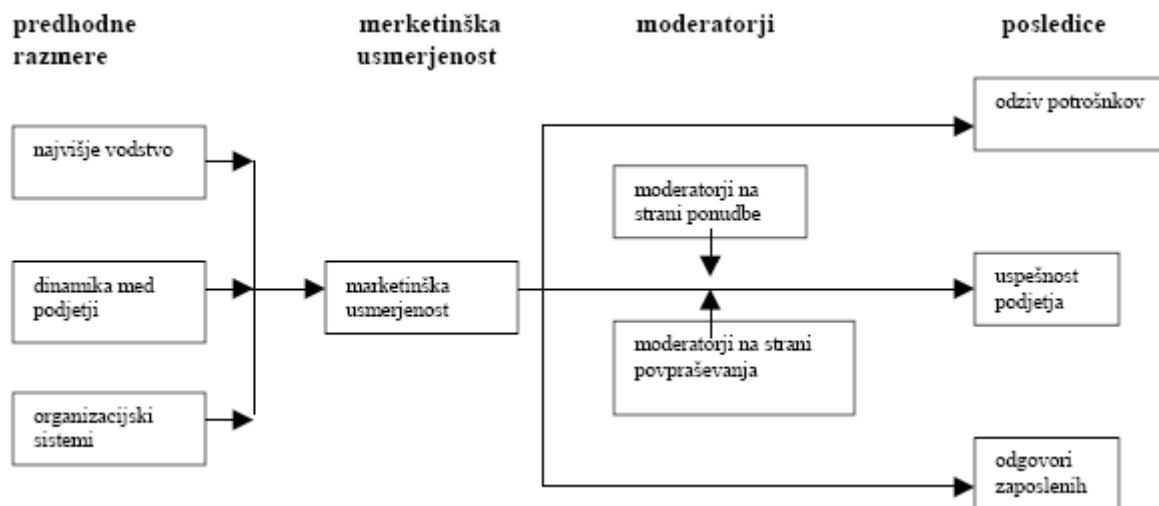 predhodne
razmere
merketinška
usmerjenost
moderatorji
posledice
najvišje vodstvo
dinamika med
podjetji
organizacijski
sistemi
marketinška
usmerjenost
moderatorji na
strani ponudbe
moderatorji na strani
povpraševanja
odziv potrošnkov
uspešnost
podjetja
odgovori
zaposlenih